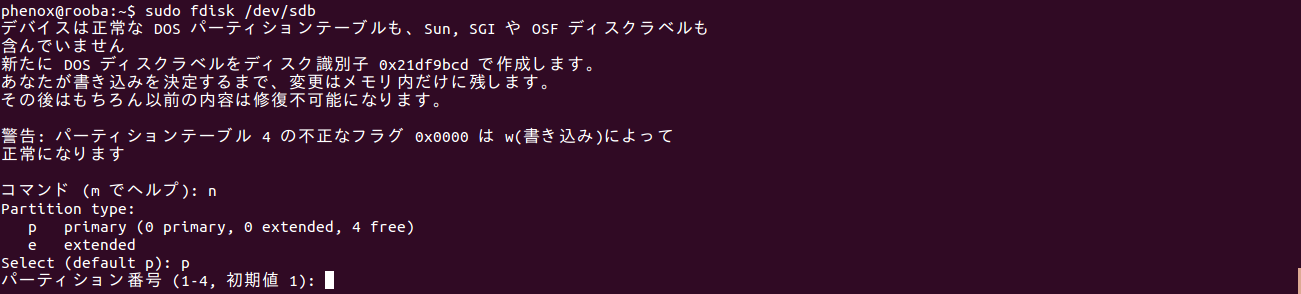 phenox@rooba:~$ sudo fdisk /dev/sdb
デバイスは正常な DOS パーティションテーブルも、Sun, SGI や OSF ディスクラベルも
含んでいません
新たに DOS ディスクラベルをディスク識別子 0x21df9bcd で作成します。
あなたが書き込みを決定するまで、変更はメモリ内だけに残します。
その後はもちろん以前の内容は修復不可能になります。
警告: パーティションテーブル 4 の不正なフラグ 0x0000 は w(書き込み)によって
正常になります
コマンド (m でヘルプ): n
Partition type:
   p   primary (0 primary, 0 extended, 4 free)
   e   extended
Select (default p): p
パーティション番号 (1-4, 初期値 1):